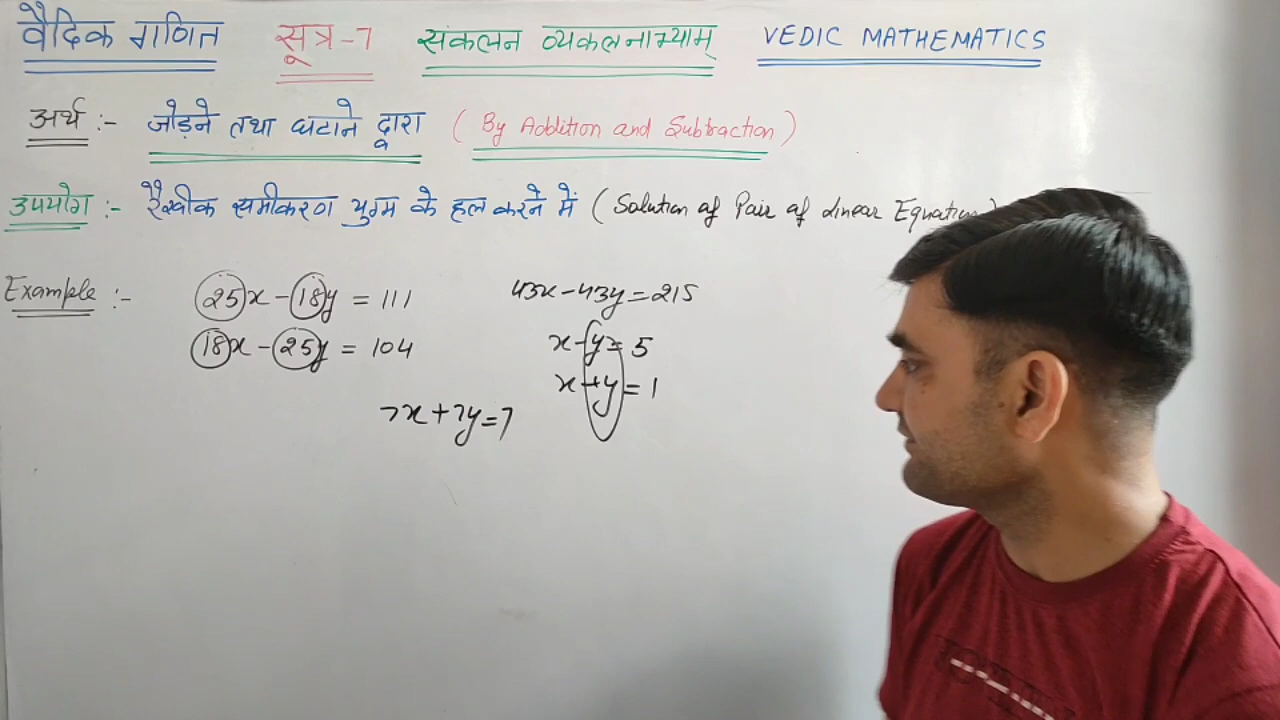 वैदिक गणित सूत्र-7 संकलन व्यकलनाभ्याम् VEDIC MATHEMATICS
अर्थ :- जोड़ने तथा घटाने द्वारा ( By Addition and Subtraction )
उपयोग :- रैखीक समीकरण युग्म के हल करने में ( Solution of Pair of Linear Equation )
Example :- 25x - 18y = 111 43x - 43y = 215
18x - 25y = 104 x - y = 5
x + y = 1
7x + 7y = 7